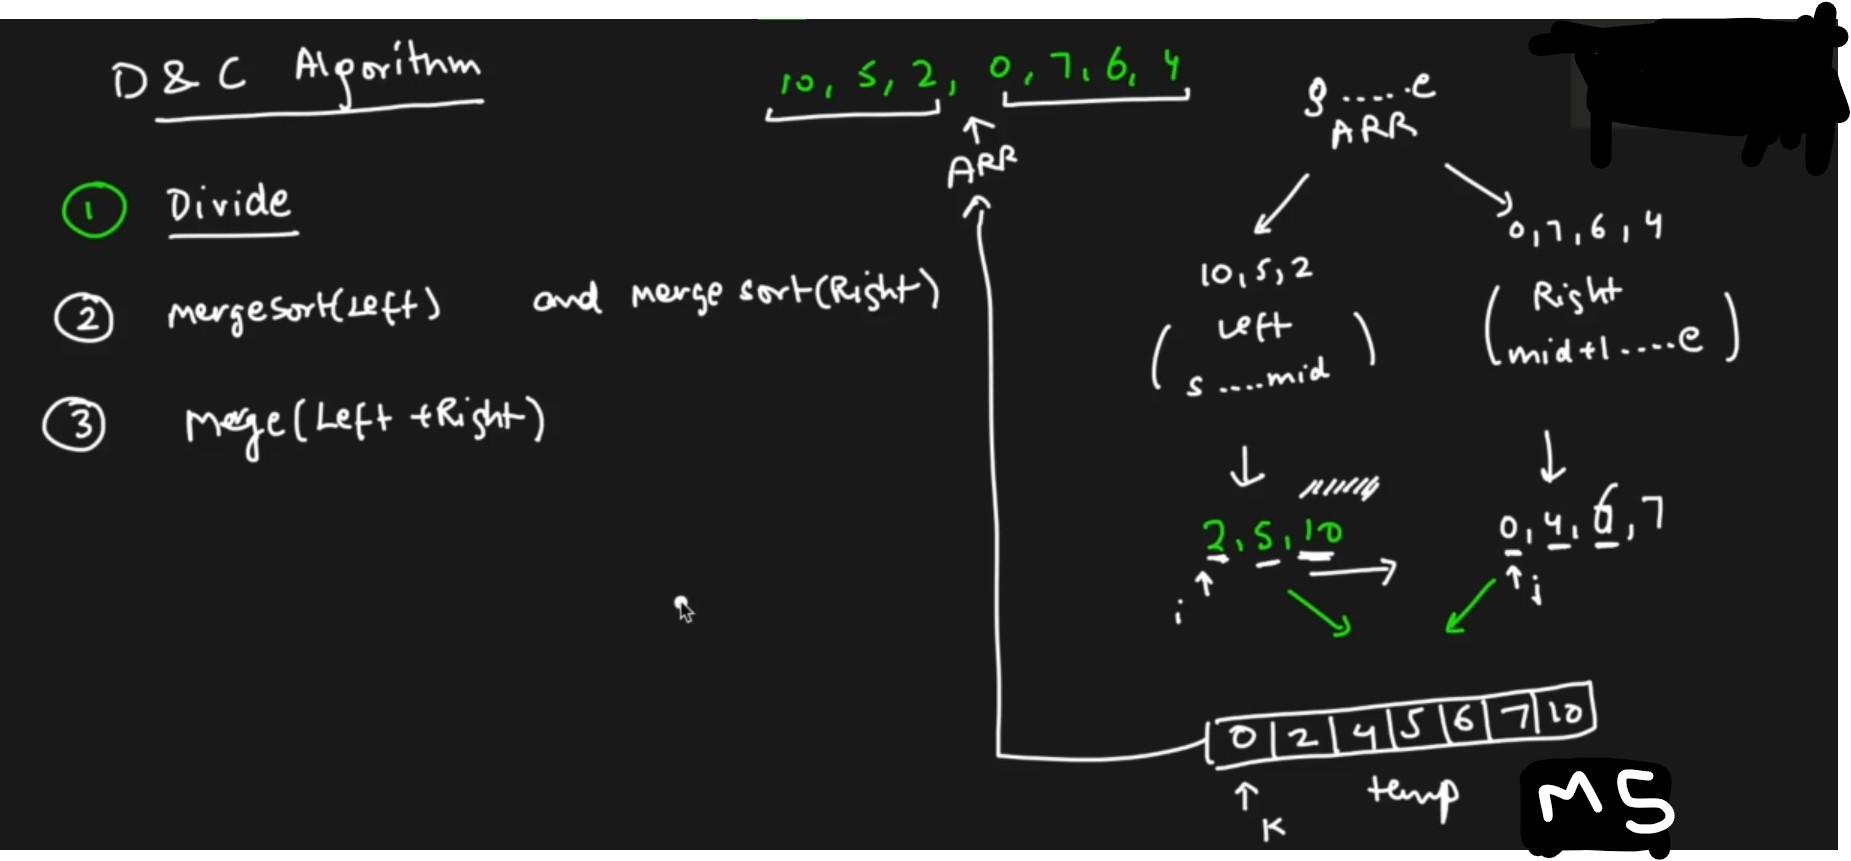 D & C Algorithm
① Divide
② mergesort(Left) and merge sort(Right)
③ Merge(Left + Right)
10, 5, 2, 0, 7, 6, 4
ARR
s.....e
ARR
10, 5, 2
Left
s ....mid
0, 7, 6, 4
Right
mid+1.....e
2, 5, 10
i
0, 4, 6, 7
j
0 | 2 | 4 | 5 | 6 | 7 | 10
K
temp
MS